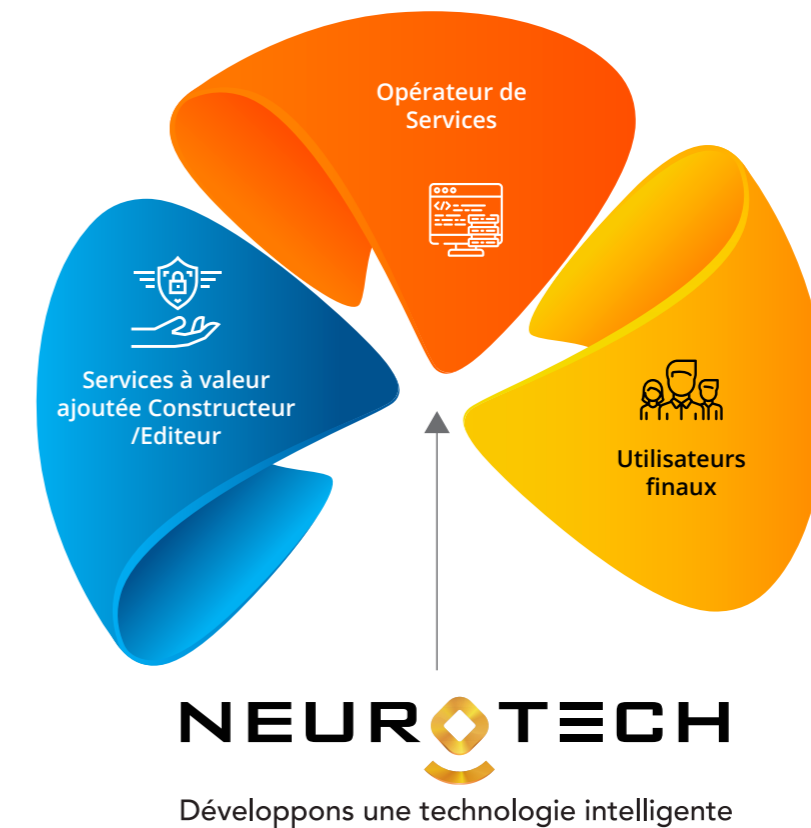 Opérateur de
Services
Services à valeur
ajoutée Constructeur
/Editeur
Utilisateurs
finaux
NEUROTECH
Développons une technologie intelligente